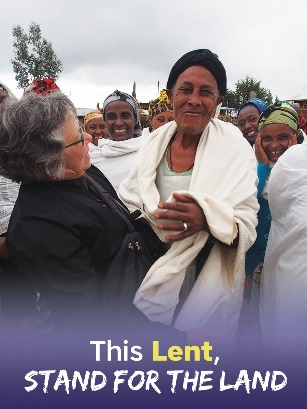 This Lent,
STAND FOR THE LAND